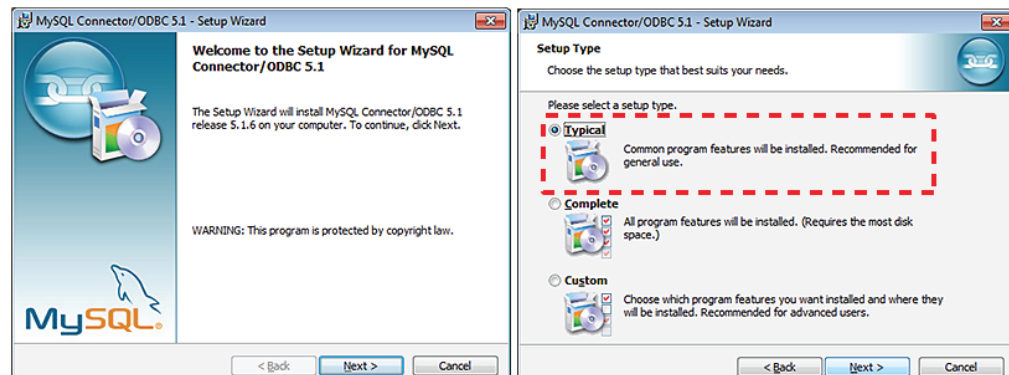 MySQL Connector/ODBC 5.1 - Setup Wizard
Welcome to the Setup Wizard for MySQL
Connector/ODBC 5.1
The Setup Wizard will install MySQL Connector/ODBC 5.1
release 5.1.6 on your computer. To continue, click Next.
WARNING: This program is protected by copyright law.
MySQL®
< Back
Next >
Cancel
MySQL Connector/ODBC 5.1 - Setup Wizard
Setup Type
Choose the setup type that best suits your needs.
Please select a setup type.
Typical
Common program features will be installed. Recommended for
general use.
Complete
All program features will be installed. (Requires the most disk
space.)
Custom
Choose which program features you want installed and where they
will be installed. Recommended for advanced users.
< Back
Next >
Cancel